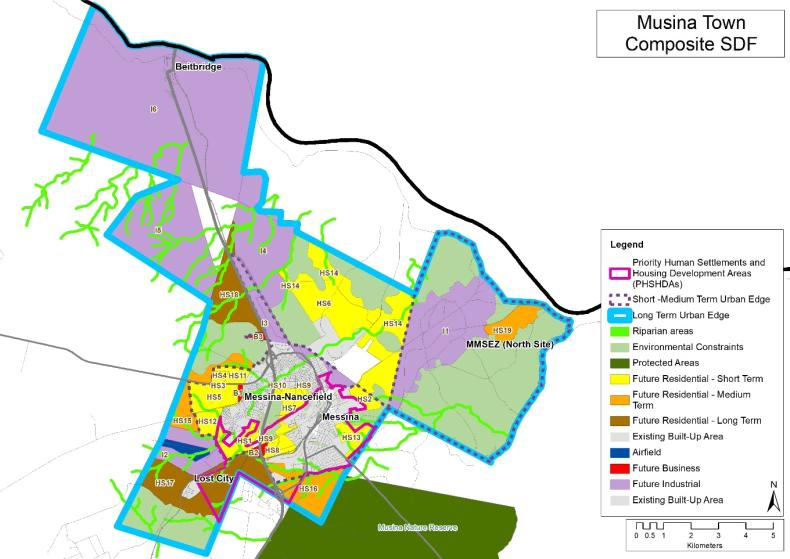 Musina Town
Composite SDF
Beitbridge
I6
I5
I4
HS14
HS14
HS18
HS6
I3
HS14
I1
HS19
B3
MMSEZ (North Site)
HS4 HS11
HS3
HS10 HS9
HS5
Messina-Nancefield
HS2
HS7
Messina
HS15
HS12
HS1
HS9
HS13
HS8
B2
I2
Lost City
HS17
HS16
Musina Nature Reserve
Legend
Priority Human Settlements and
Housing Development Areas
(PHSHDAs)
Short -Medium Term Urban Edge
Long Term Urban Edge
Riparian areas
Environmental Constraints
Protected Areas
Future Residential - Short Term
Future Residential - Medium
Term
Future Residential - Long Term
Existing Built-Up Area
Airfield
Future Business
Future Industrial
Existing Built-Up Area
N
0 0.5 1 2 3 4 5
Kilometers